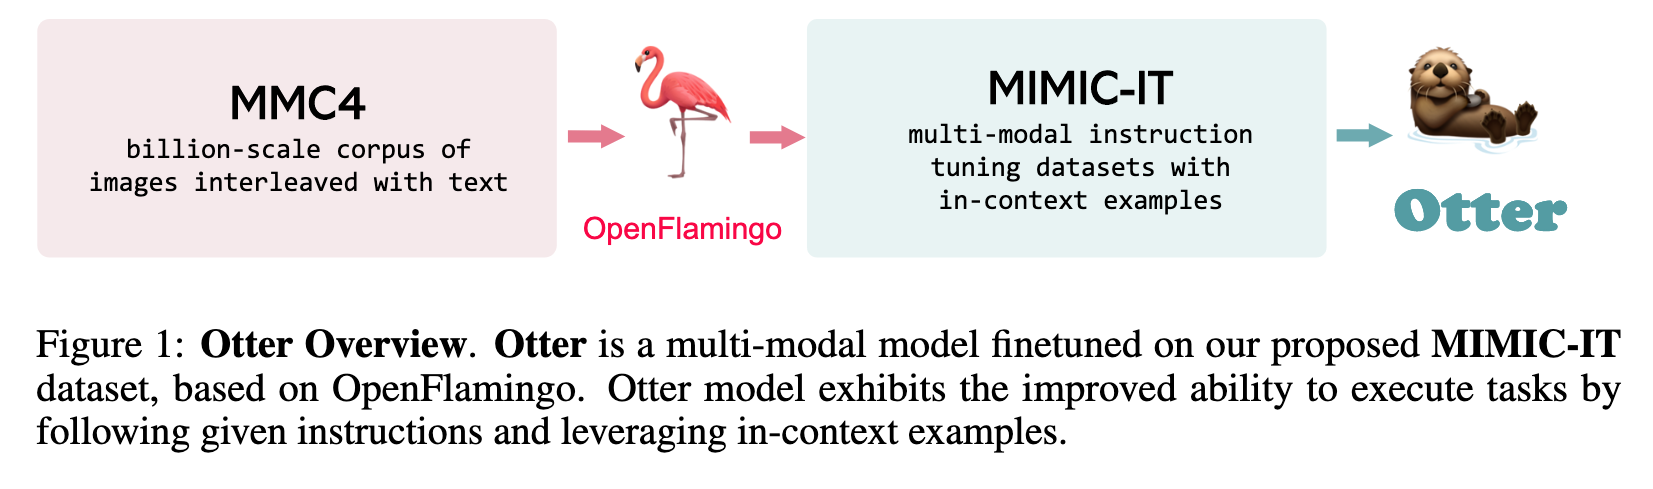 MMC4
billion-scale corpus of
images interleaved with text
OpenFlamingo
MIMIC-IT
multi-modal instruction
tuning datasets with
in-context examples
Otter
Figure 1: Otter Overview. Otter is a multi-modal model finetuned on our proposed MIMIC-IT
dataset, based on OpenFlamingo. Otter model exhibits the improved ability to execute tasks by
following given instructions and leveraging in-context examples.